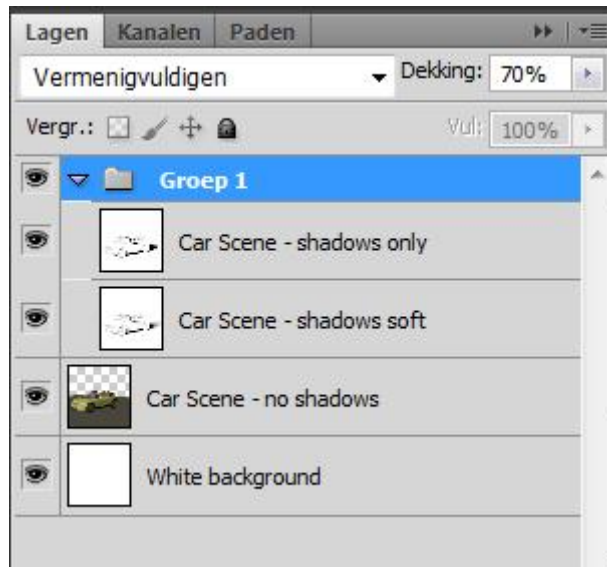 Lagen Kanalen Paden
Vermenigvuldigen Dekking: 70%
Vergr.: Vul: 100%
Groep 1
Car Scene - shadows only
Car Scene - shadows soft
Car Scene - no shadows
White background